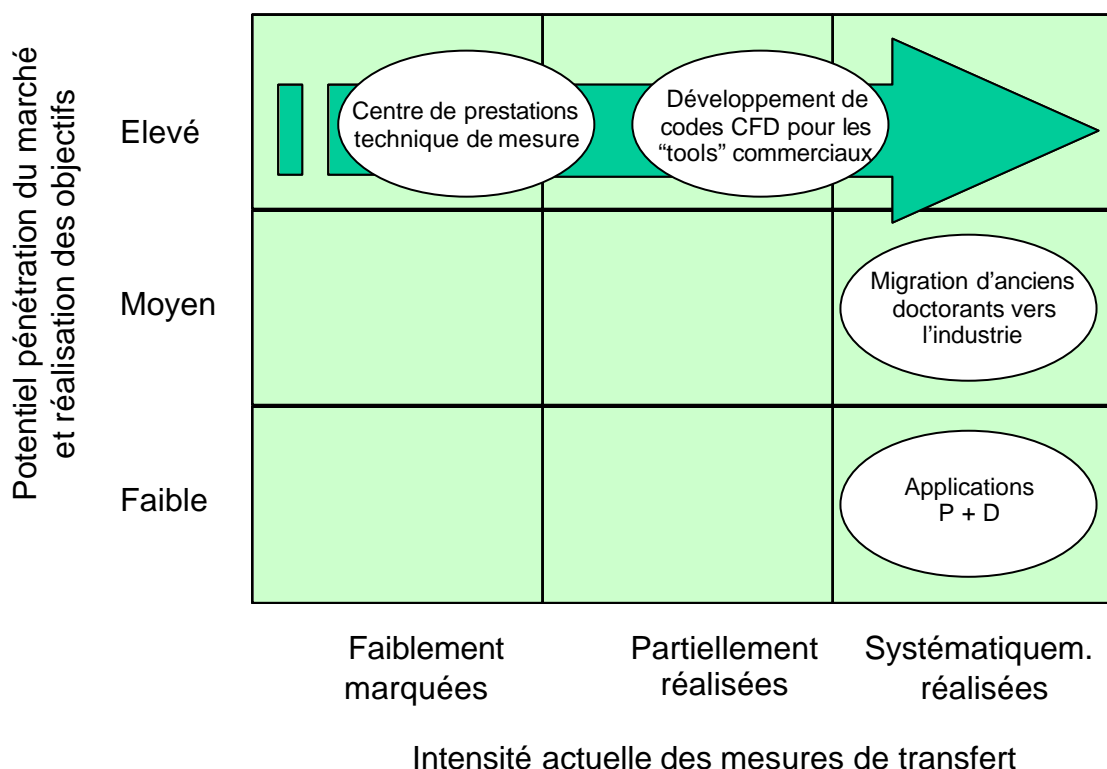 Potentiel pénétration du marché
et réalisation des objectifs
Elevé
Centre de prestations
technique de mesure
Développement de
codes CFD pour les
“tools” commerciaux
Moyen
Migration d’anciens
doctorants vers
l’industrie
Faible
Applications
P + D
Faiblement
marquées
Partiellement
réalisées
Systématiquem.
réalisées
Intensité actuelle des mesures de transfert